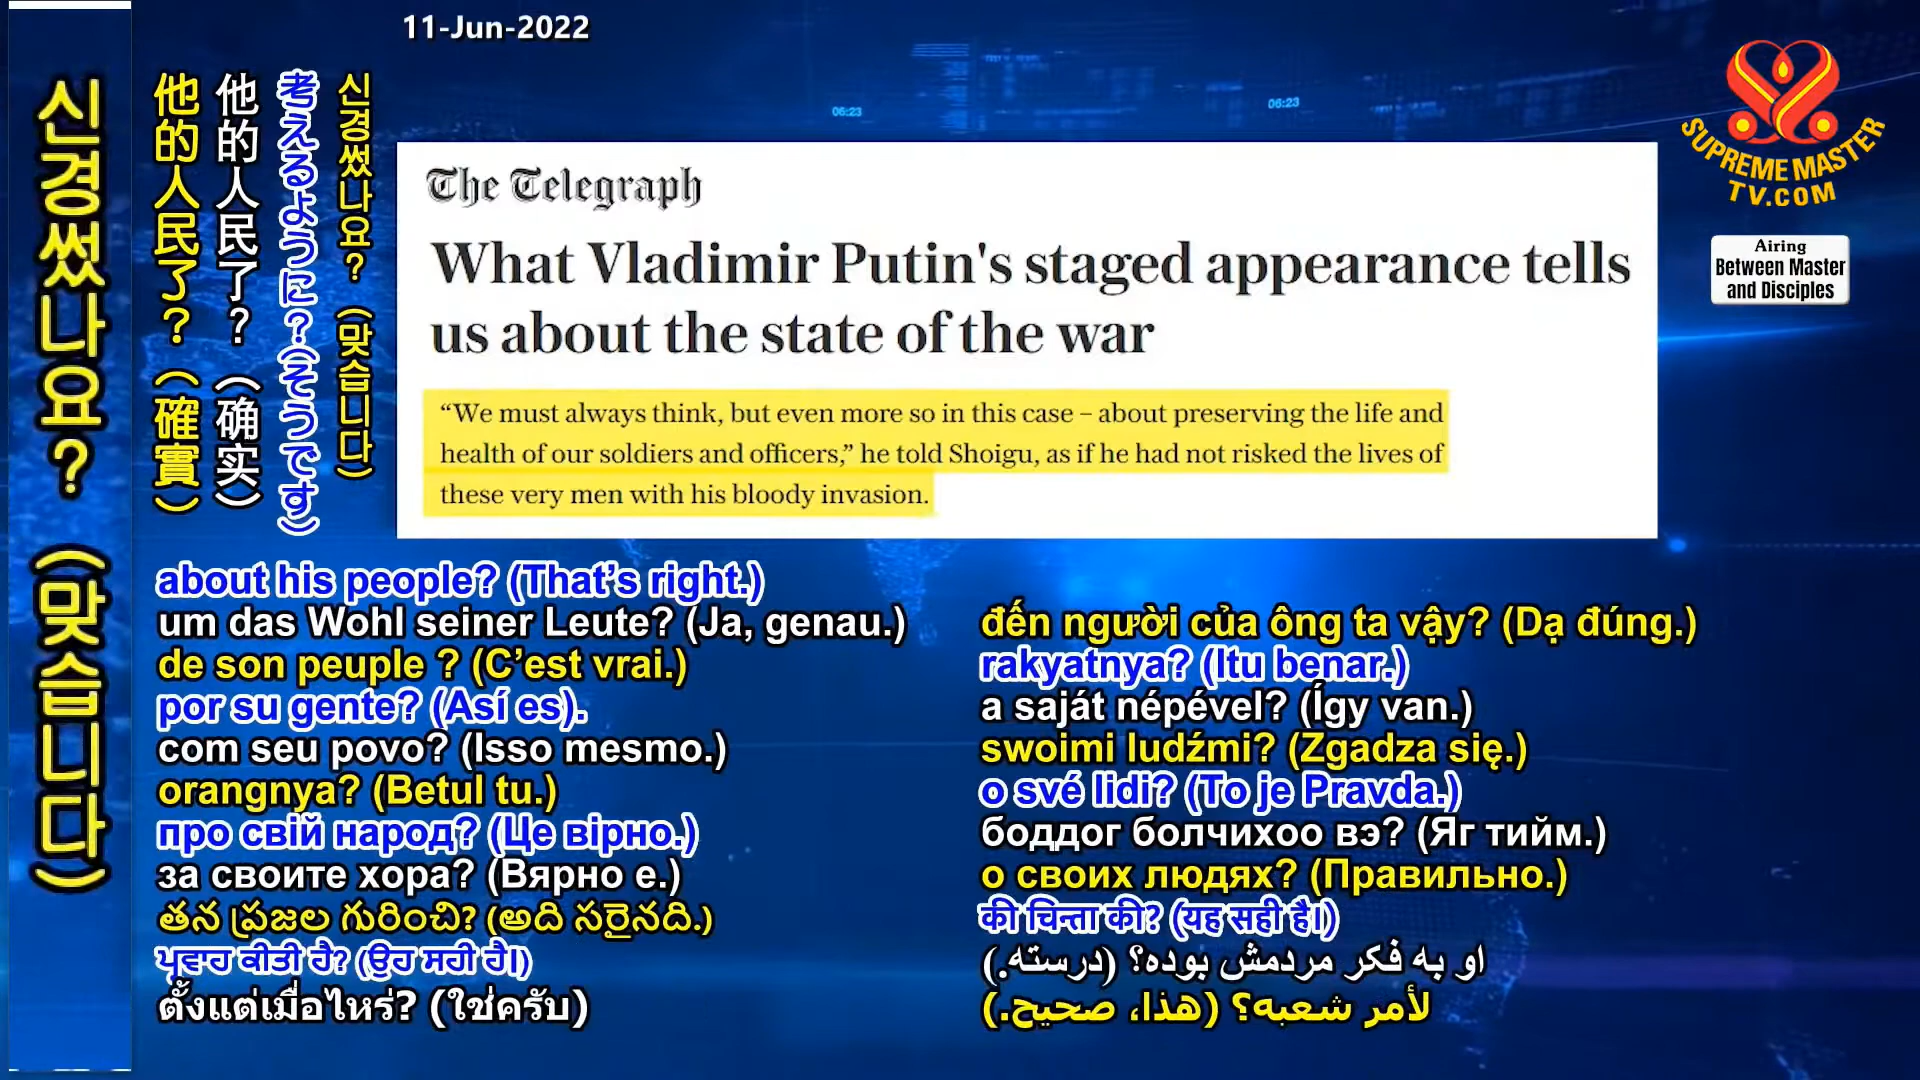 11-Jun-2022
신경썼나요? (맞습니다)
他的人民了？（確實）
他的人民了？（确实）
考えるように？(そうです)
신경썼나요? (맞습니다)
06:23
06:23
The Telegraph
What Vladimir Putin's staged appearance tells
us about the state of the war
“We must always think, but even more so in this case – about preserving the life and
health of our soldiers and officers,” he told Shoigu, as if he had not risked the lives of
these very men with his bloody invasion.
SUPREME MASTER
TV.COM
Airing
Between Master
and Disciples
about his people? (That’s right.)
um das Wohl seiner Leute? (Ja, genau.)
de son peuple ? (C’est vrai.)
por su gente? (Así es).
com seu povo? (Isso mesmo.)
orangnya? (Betul tu.)
про свій народ? (Це вірно.)
за своите хора? (Вярно е.)
తన ప్రజల గురించి? (అది సరైనది.)
ਪ੍ਰਵਾਹ ਕੀਤੀ ਹੈ? (ਉਹ ਸਹੀ ਹੈ।)
ตั้งแต่เมื่อไหร่? (ใช่ครับ)
đến người của ông ta vậy? (Dạ đúng.)
rakyatnya? (Itu benar.)
a saját népével? (Így van.)
swoimi ludźmi? (Zgadza się.)
o své lidi? (To je Pravda.)
боддог болчихоо вэ? (Яг тийм.)
о своих людях? (Правильно.)
की चिन्ता की? (यह सही है।)
او به فکر مردمش بوده؟ (درسته.)
لأمر شعبه؟ (هذا، صحيح.)